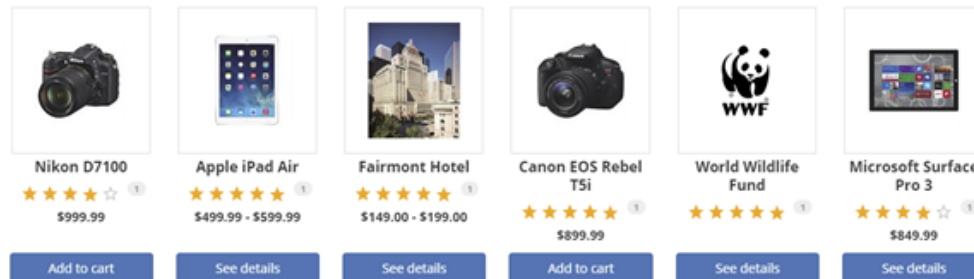 WWF
Nikon D7100
1
$999.99
Add to cart
Apple iPad Air
1
$499.99 - $599.99
See details
Fairmont Hotel
1
$149.00 - $199.00
See details
Canon EOS Rebel
T5i
1
$899.99
Add to cart
World Wildlife
Fund
1
See details
Microsoft Surface
Pro 3
1
$849.99
See details